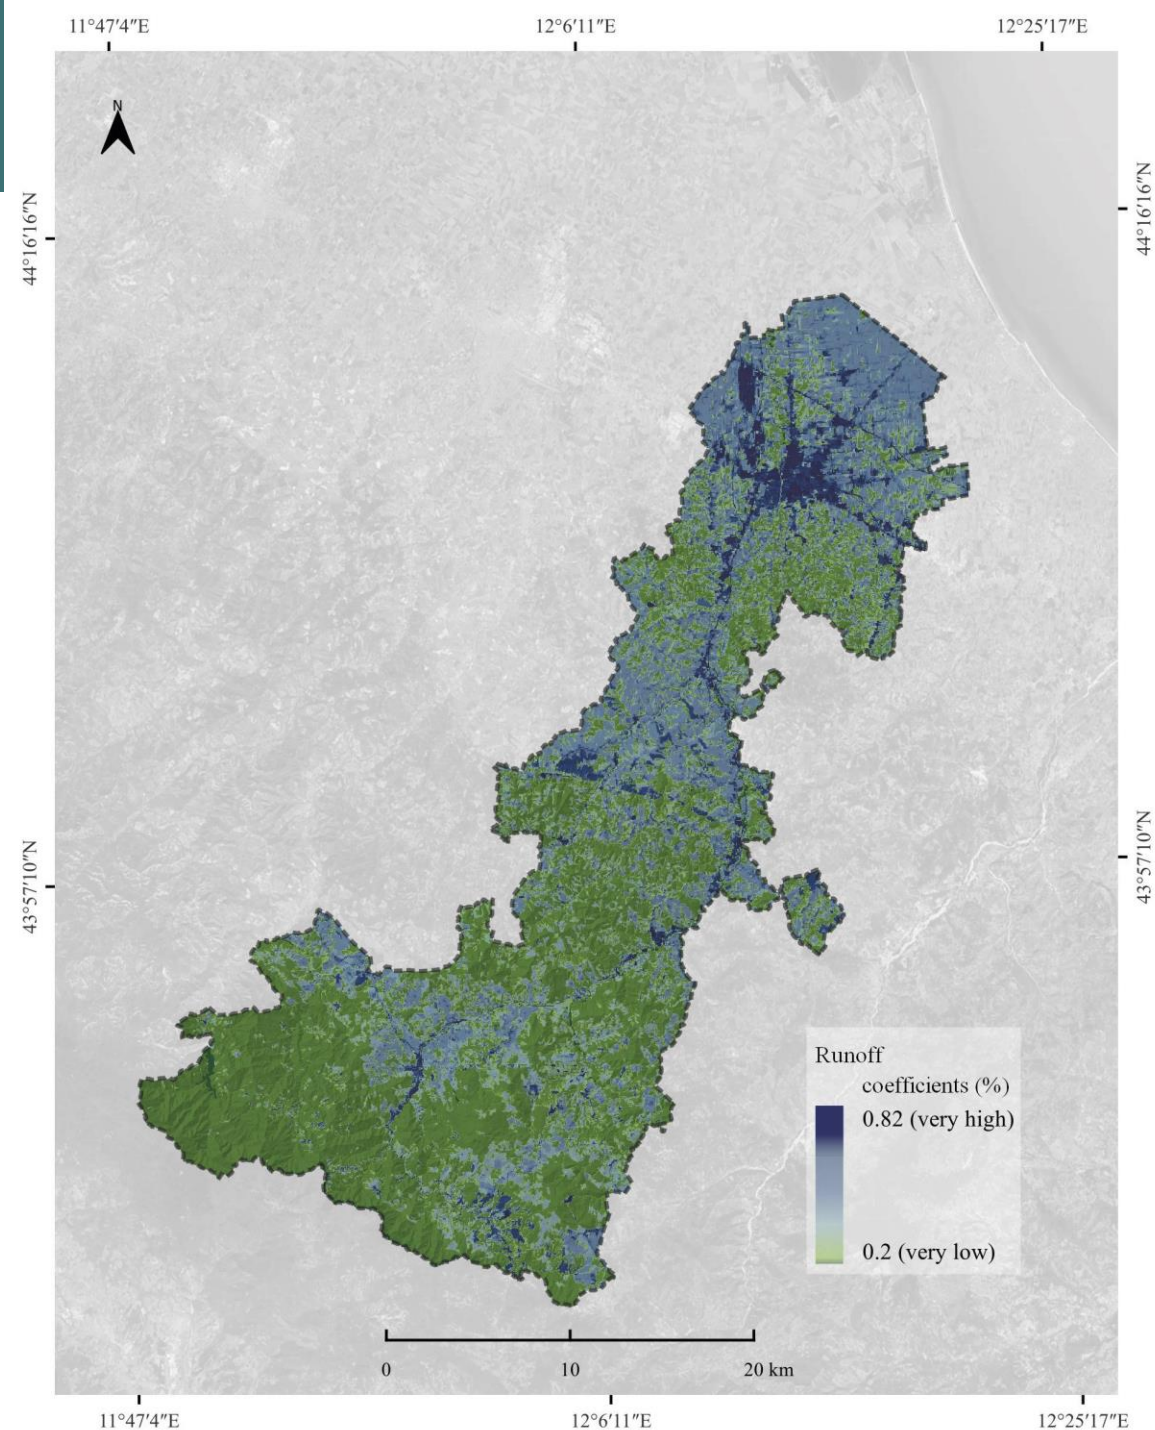 11°47′4″E 12°6′11″E 12°25′17″E
N
44°16′16″N 44°16′16″N
43°57′10″N 43°57′10″N
Runoff
coefficients (%)
0.82 (very high)
0.2 (very low)
0 10 20 km
11°47′4″E 12°6′11″E 12°25′17″E